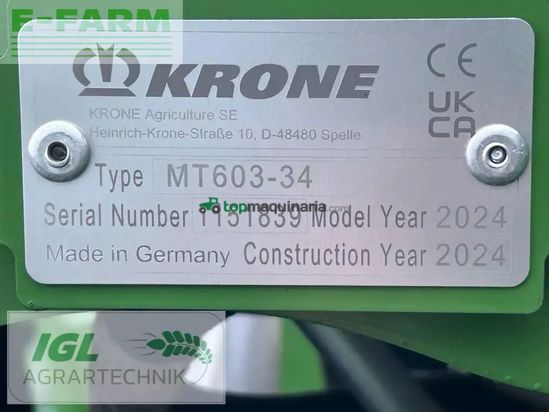 E-FARM
KRONE
CE
KRONE Agriculture SE
Heinrich-Krone-Straße 10, D-48480 Spelle
UK
CA
Type MT603-34
topmaquinaria.com
Serial Number 1151839 Model Year 2024
Made in Germany Construction Year 2024
IGL
AGRARTECHNIK